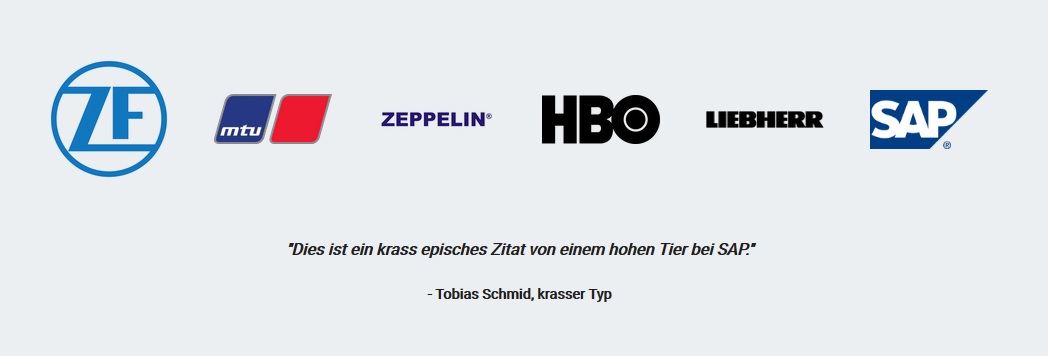 ZF
mtu
ZEPPELIN®
HBO
LIEBHERR
SAP®
"Dies ist ein krass episches Zitat von einem hohen Tier bei SAP."
- Tobias Schmid, krasser Typ